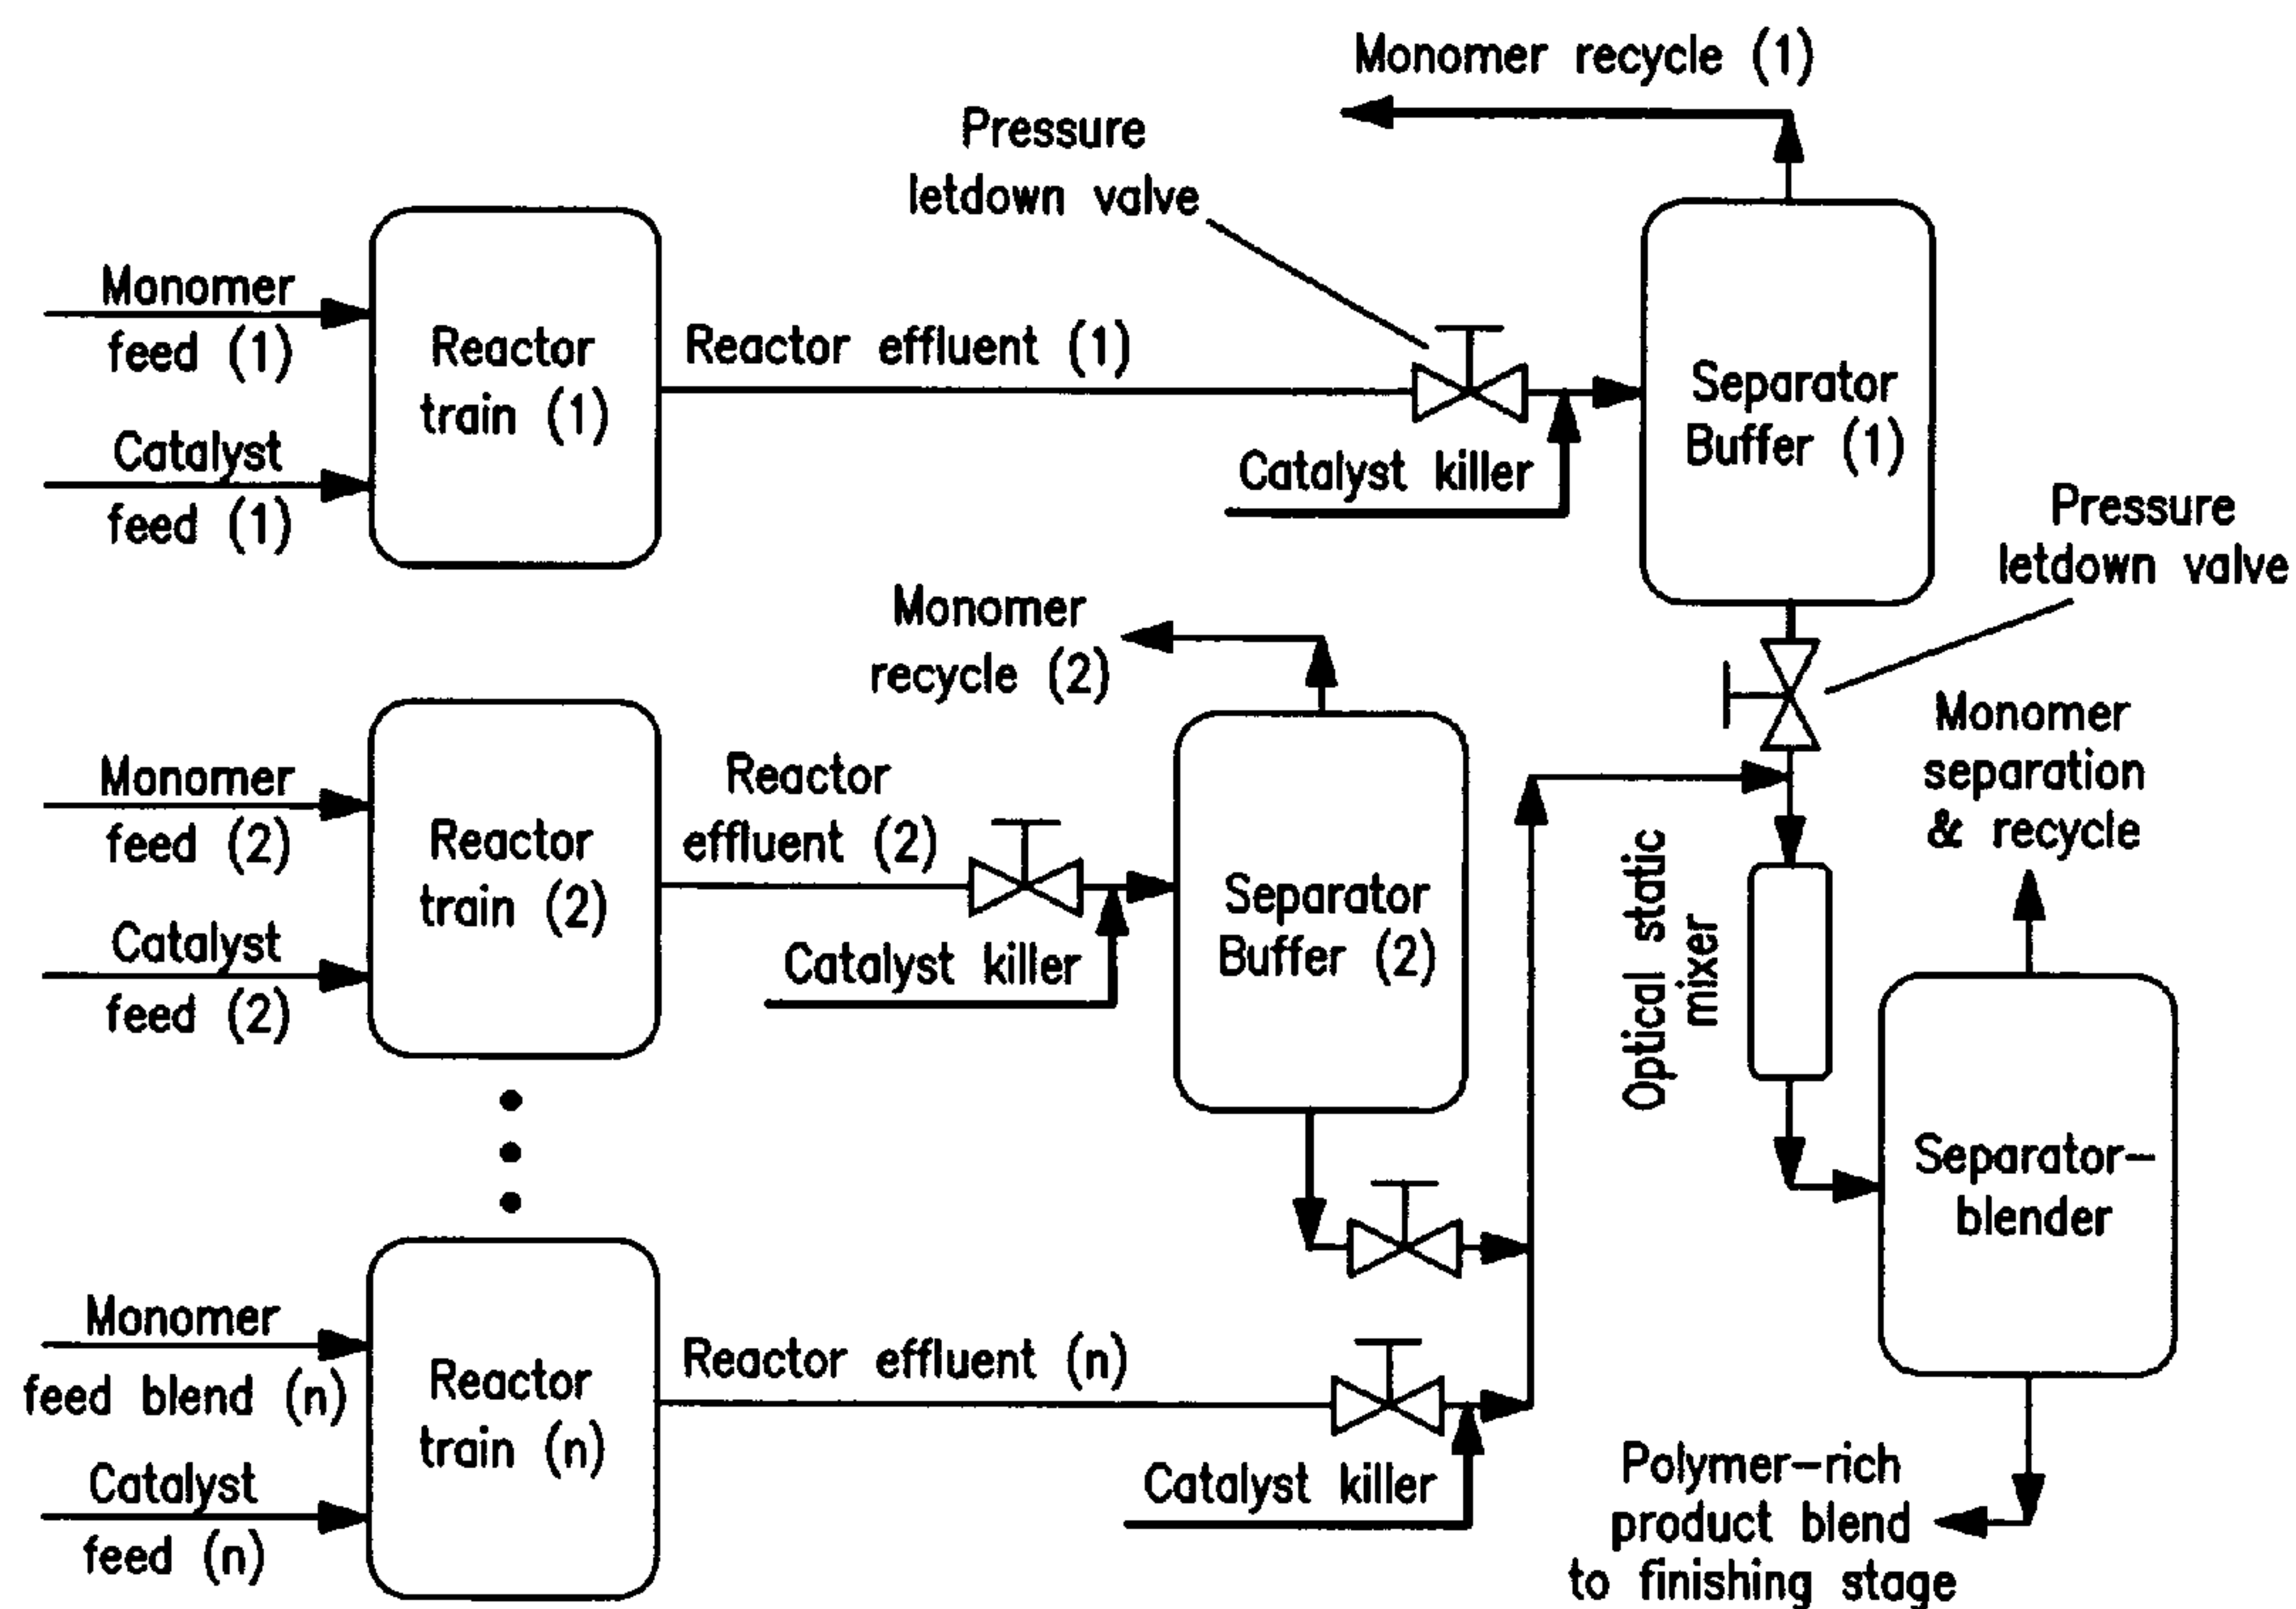 Monomer recycle (1)
Pressure
letdown valve
Monomer
feed (1)
Catalyst
feed (1)
Reactor
train (1)
Reactor effluent (1)
Catalyst killer
Separator
Buffer (1)
Pressure
letdown valve
Monomer
recycle (2)
Monomer
feed (2)
Catalyst
feed (2)
Reactor
train (2)
Reactor
effluent (2)
Catalyst killer
Separator
Buffer (2)
Optical static
mixer
Monomer
separation
& recycle
Separator-
blender
Monomer
feed blend (n)
Catalyst
feed (n)
Reactor
train (n)
Reactor effluent (n)
Catalyst killer
Polymer-rich
product blend
to finishing stage